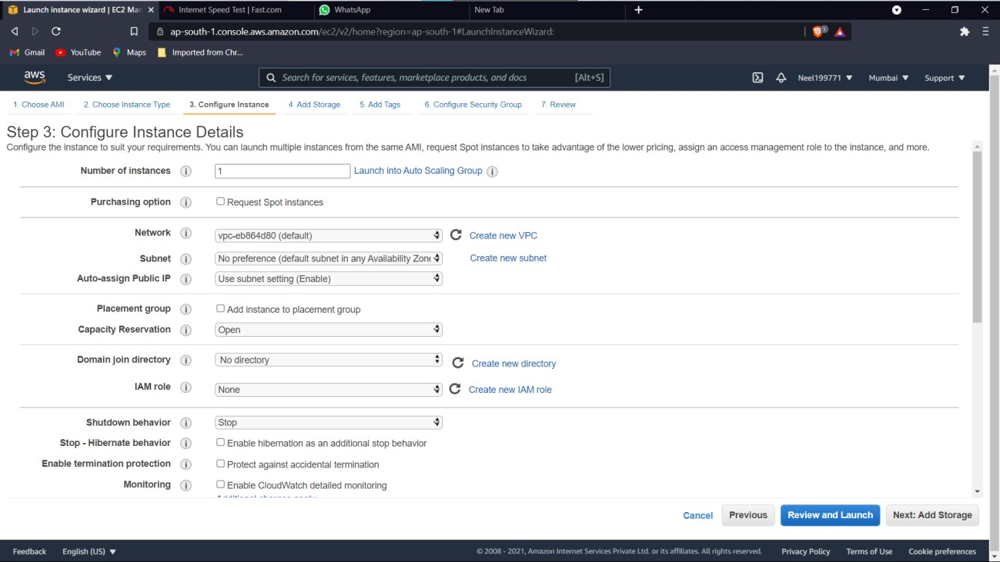 Launch instance wizard | EC2 Man
Internet Speed Test | Fast.com
WhatsApp
New Tab
ap-south-1.console.aws.amazon.com/ec2/v2/home?region=ap-south-1#LaunchInstanceWizard:
1
Gmail
YouTube
Maps
Imported from Chr...
aws
Services
Search for services, features, marketplace products, and docs
[Alt+S]
Neel199771
Mumbai
Support
1. Choose AMI
2. Choose Instance Type
3. Configure Instance
4. Add Storage
5. Add Tags
6. Configure Security Group
7. Review
Step 3: Configure Instance Details
Configure the instance to suit your requirements. You can launch multiple instances from the same AMI, request Spot instances to take advantage of the lower pricing, assign an access management role to the instance, and more.
Number of instances i 1 Launch into Auto Scaling Group i
Purchasing option i Request Spot instances
Network i vpc-eb864d80 (default) Create new VPC
Subnet i No preference (default subnet in any Availability Zone Create new subnet
Auto-assign Public IP i Use subnet setting (Enable)
Placement group i Add instance to placement group
Capacity Reservation i Open
Domain join directory i No directory Create new directory
IAM role i None Create new IAM role
Shutdown behavior i Stop
Stop - Hibernate behavior i Enable hibernation as an additional stop behavior
Enable termination protection i Protect against accidental termination
Monitoring i Enable CloudWatch detailed monitoring
Additional charges apply.
Cancel
Previous
Review and Launch
Next: Add Storage
Feedback
English (US)
© 2008 - 2021, Amazon Internet Services Private Ltd. or its affiliates. All rights reserved.
Privacy Policy
Terms of Use
Cookie preferences